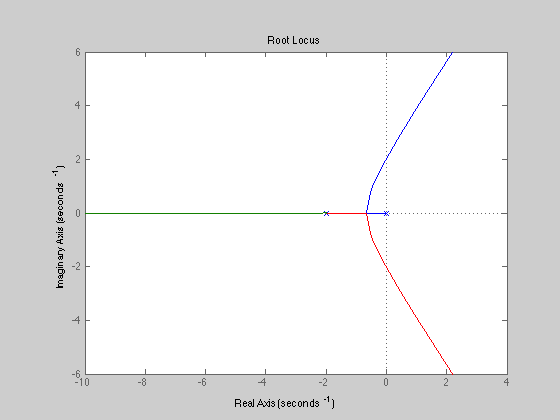 Root Locus
6
4
2
0
-2
-4
-6
Imaginary Axis (seconds⁻¹)
-10 -8 -6 -4 -2 0 2 4
Real Axis (seconds⁻¹)